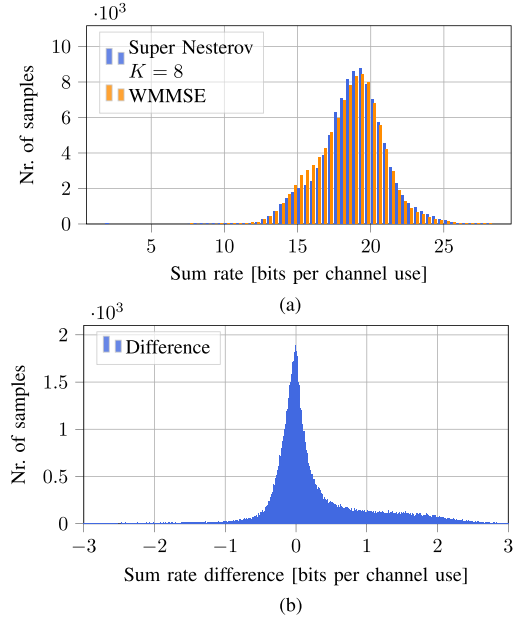 ·10³
10
8
6
4
2
0
Nr. of samples
Super Nesterov
K = 8
WMMSE
5 10 15 20 25
Sum rate [bits per channel use]
(a)
·10³
2
1.5
1
0.5
0
Nr. of samples
Difference
−3 −2 −1 0 1 2 3
Sum rate difference [bits per channel use]
(b)